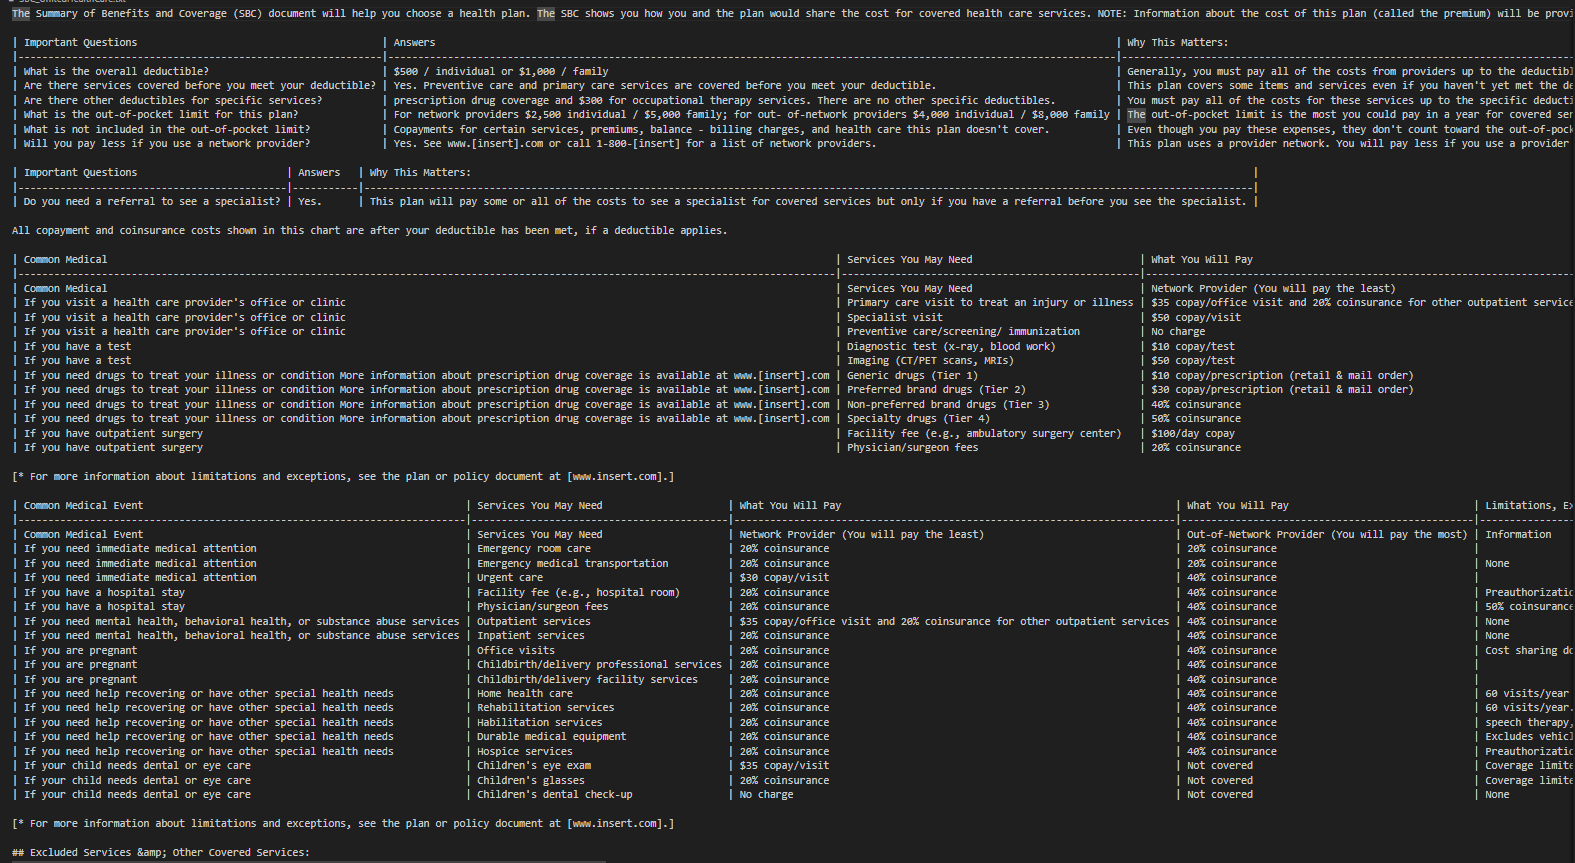 The Summary of Benefits and Coverage (SBC) document will help you choose a health plan. The SBC shows you how you and the plan would share the cost for covered health care services. NOTE: Information about the cost of this plan (called the premium) will be provi
| Important Questions | Answers | Why This Matters:
|---|---|---
| What is the overall deductible? | $500 / individual or $1,000 / family | Generally, you must pay all of the costs from providers up to the deductibl
| Are there services covered before you meet your deductible? | Yes. Preventive care and primary care services are covered before you meet your deductible. | This plan covers some items and services even if you haven't yet met the de
| Are there other deductibles for specific services? | prescription drug coverage and $300 for occupational therapy services. There are no other specific deductibles. | You must pay all of the costs for these services up to the specific deducti
| What is the out-of-pocket limit for this plan? | For network providers $2,500 individual / $5,000 family; for out- of-network providers $4,000 individual / $8,000 family | The out-of-pocket limit is the most you could pay in a year for covered ser
| What is not included in the out-of-pocket limit? | Copayments for certain services, premiums, balance - billing charges, and health care this plan doesn't cover. | Even though you pay these expenses, they don't count toward the out-of-pock
| Will you pay less if you use a network provider? | Yes. See www.[insert].com or call 1-800-[insert] for a list of network providers. | This plan uses a provider network. You will pay less if you use a provider
| Important Questions | Answers | Why This Matters: |
|---|---|---|
| Do you need a referral to see a specialist? | Yes. | This plan will pay some or all of the costs to see a specialist for covered services but only if you have a referral before you see the specialist. |
All copayment and coinsurance costs shown in this chart are after your deductible has been met, if a deductible applies.
| Common Medical | Services You May Need | What You Will Pay
|---|---|---
| Common Medical | Services You May Need | Network Provider (You will pay the least)
| If you visit a health care provider's office or clinic | Primary care visit to treat an injury or illness | $35 copay/office visit and 20% coinsurance for other outpatient service
| If you visit a health care provider's office or clinic | Specialist visit | $50 copay/visit
| If you visit a health care provider's office or clinic | Preventive care/screening/ immunization | No charge
| If you have a test | Diagnostic test (x-ray, blood work) | $10 copay/test
| If you have a test | Imaging (CT/PET scans, MRIs) | $50 copay/test
| If you need drugs to treat your illness or condition More information about prescription drug coverage is available at www.[insert].com | Generic drugs (Tier 1) | $10 copay/prescription (retail & mail order)
| If you need drugs to treat your illness or condition More information about prescription drug coverage is available at www.[insert].com | Preferred brand drugs (Tier 2) | $30 copay/prescription (retail & mail order)
| If you need drugs to treat your illness or condition More information about prescription drug coverage is available at www.[insert].com | Non-preferred brand drugs (Tier 3) | 40% coinsurance
| If you need drugs to treat your illness or condition More information about prescription drug coverage is available at www.[insert].com | Specialty drugs (Tier 4) | 50% coinsurance
| If you have outpatient surgery | Facility fee (e.g., ambulatory surgery center) | $100/day copay
| If you have outpatient surgery | Physician/surgeon fees | 20% coinsurance
[* For more information about limitations and exceptions, see the plan or policy document at [www.insert.com].]
| Common Medical Event | Services You May Need | What You Will Pay | What You Will Pay | Limitations, Ex
|---|---|---|---|---
| Common Medical Event | Services You May Need | Network Provider (You will pay the least) | Out-of-Network Provider (You will pay the most) | Information
| If you need immediate medical attention | Emergency room care | 20% coinsurance | 20% coinsurance |
| If you need immediate medical attention | Emergency medical transportation | 20% coinsurance | 20% coinsurance | None
| If you need immediate medical attention | Urgent care | $30 copay/visit | 40% coinsurance |
| If you have a hospital stay | Facility fee (e.g., hospital room) | 20% coinsurance | 40% coinsurance | Preauthorizatic
| If you have a hospital stay | Physician/surgeon fees | 20% coinsurance | 40% coinsurance | 50% coinsurance
| If you need mental health, behavioral health, or substance abuse services | Outpatient services | $35 copay/office visit and 20% coinsurance for other outpatient services | 40% coinsurance | None
| If you need mental health, behavioral health, or substance abuse services | Inpatient services | 20% coinsurance | 40% coinsurance | None
| If you are pregnant | Office visits | 20% coinsurance | 40% coinsurance | Cost sharing do
| If you are pregnant | Childbirth/delivery professional services | 20% coinsurance | 40% coinsurance |
| If you are pregnant | Childbirth/delivery facility services | 20% coinsurance | 40% coinsurance |
| If you need help recovering or have other special health needs | Home health care | 20% coinsurance | 40% coinsurance | 60 visits/year
| If you need help recovering or have other special health needs | Rehabilitation services | 20% coinsurance | 40% coinsurance | 60 visits/year.
| If you need help recovering or have other special health needs | Habilitation services | 20% coinsurance | 40% coinsurance | speech therapy,
| If you need help recovering or have other special health needs | Durable medical equipment | 20% coinsurance | 40% coinsurance | Excludes vehicl
| If you need help recovering or have other special health needs | Hospice services | 20% coinsurance | 40% coinsurance | Preauthorizatic
| If your child needs dental or eye care | Children's eye exam | $35 copay/visit | Not covered | Coverage limite
| If your child needs dental or eye care | Children's glasses | 20% coinsurance | Not covered | Coverage limite
| If your child needs dental or eye care | Children's dental check-up | No charge | Not covered | None
[* For more information about limitations and exceptions, see the plan or policy document at [www.insert.com].]
## Excluded Services &amp; Other Covered Services: